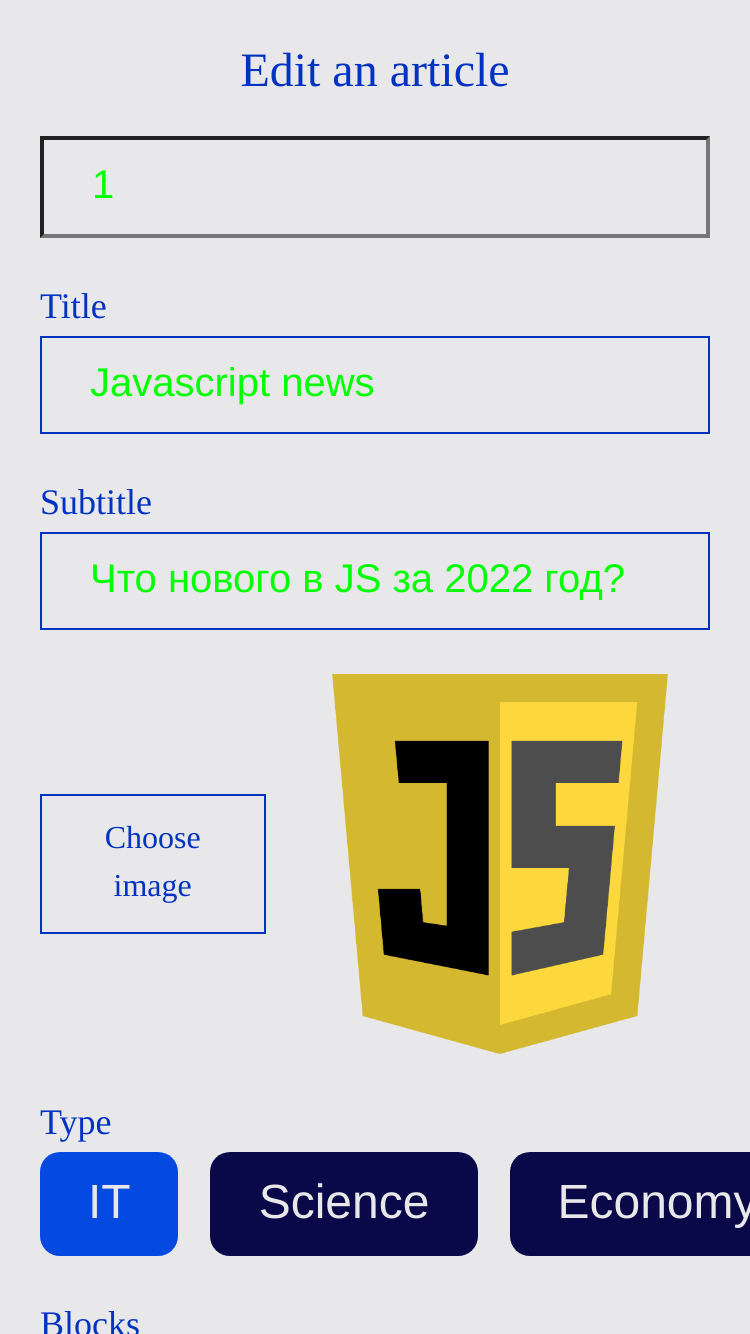 Edit an article
1
Title
Javascript news
Subtitle
Что нового в JS за 2022 год?
Choose
image
JS
Type
IT Science Economy
Blocks